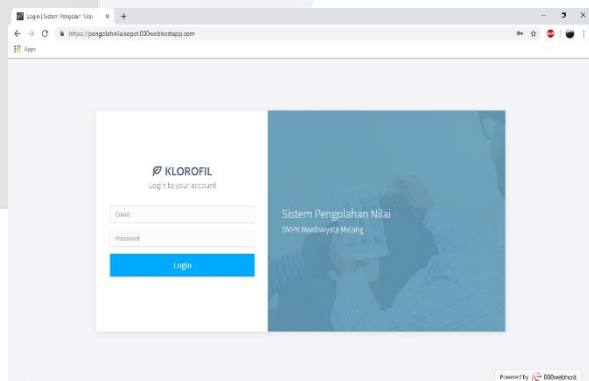 Login | Sistem Pengolah Nilai
https://pengolahnilaisepot.000webhostapp.com
Apps
KLOROFIL
Login to your account
Email
Password
Login
Sistem Pengolahan Nilai
SMPK Mardiwiyata Malang
Powered by 000webhost